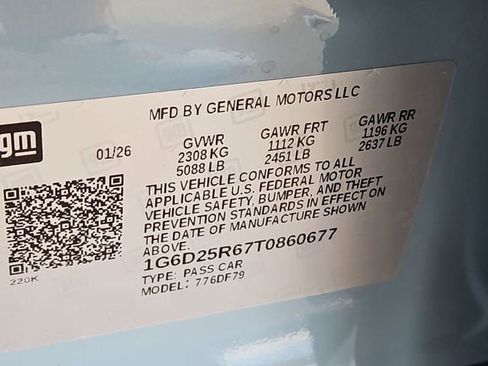 MFD BY GENERAL MOTORS LLC
gm
01/26
GVWR
2308 KG
5088 LB
GAWR FRT
1112 KG
2451 LB
GAWR RR
1196 KG
2637 LB
THIS VEHICLE CONFORMS TO ALL
APPLICABLE U.S. FEDERAL MOTOR
VEHICLE SAFETY, BUMPER, AND THEFT
PREVENTION STANDARDS IN EFFECT ON
THE DATE OF MANUFACTURE SHOWN
ABOVE.
1G6D25R67T0860677
TYPE: PASS CAR
MODEL: 776DF79
220K